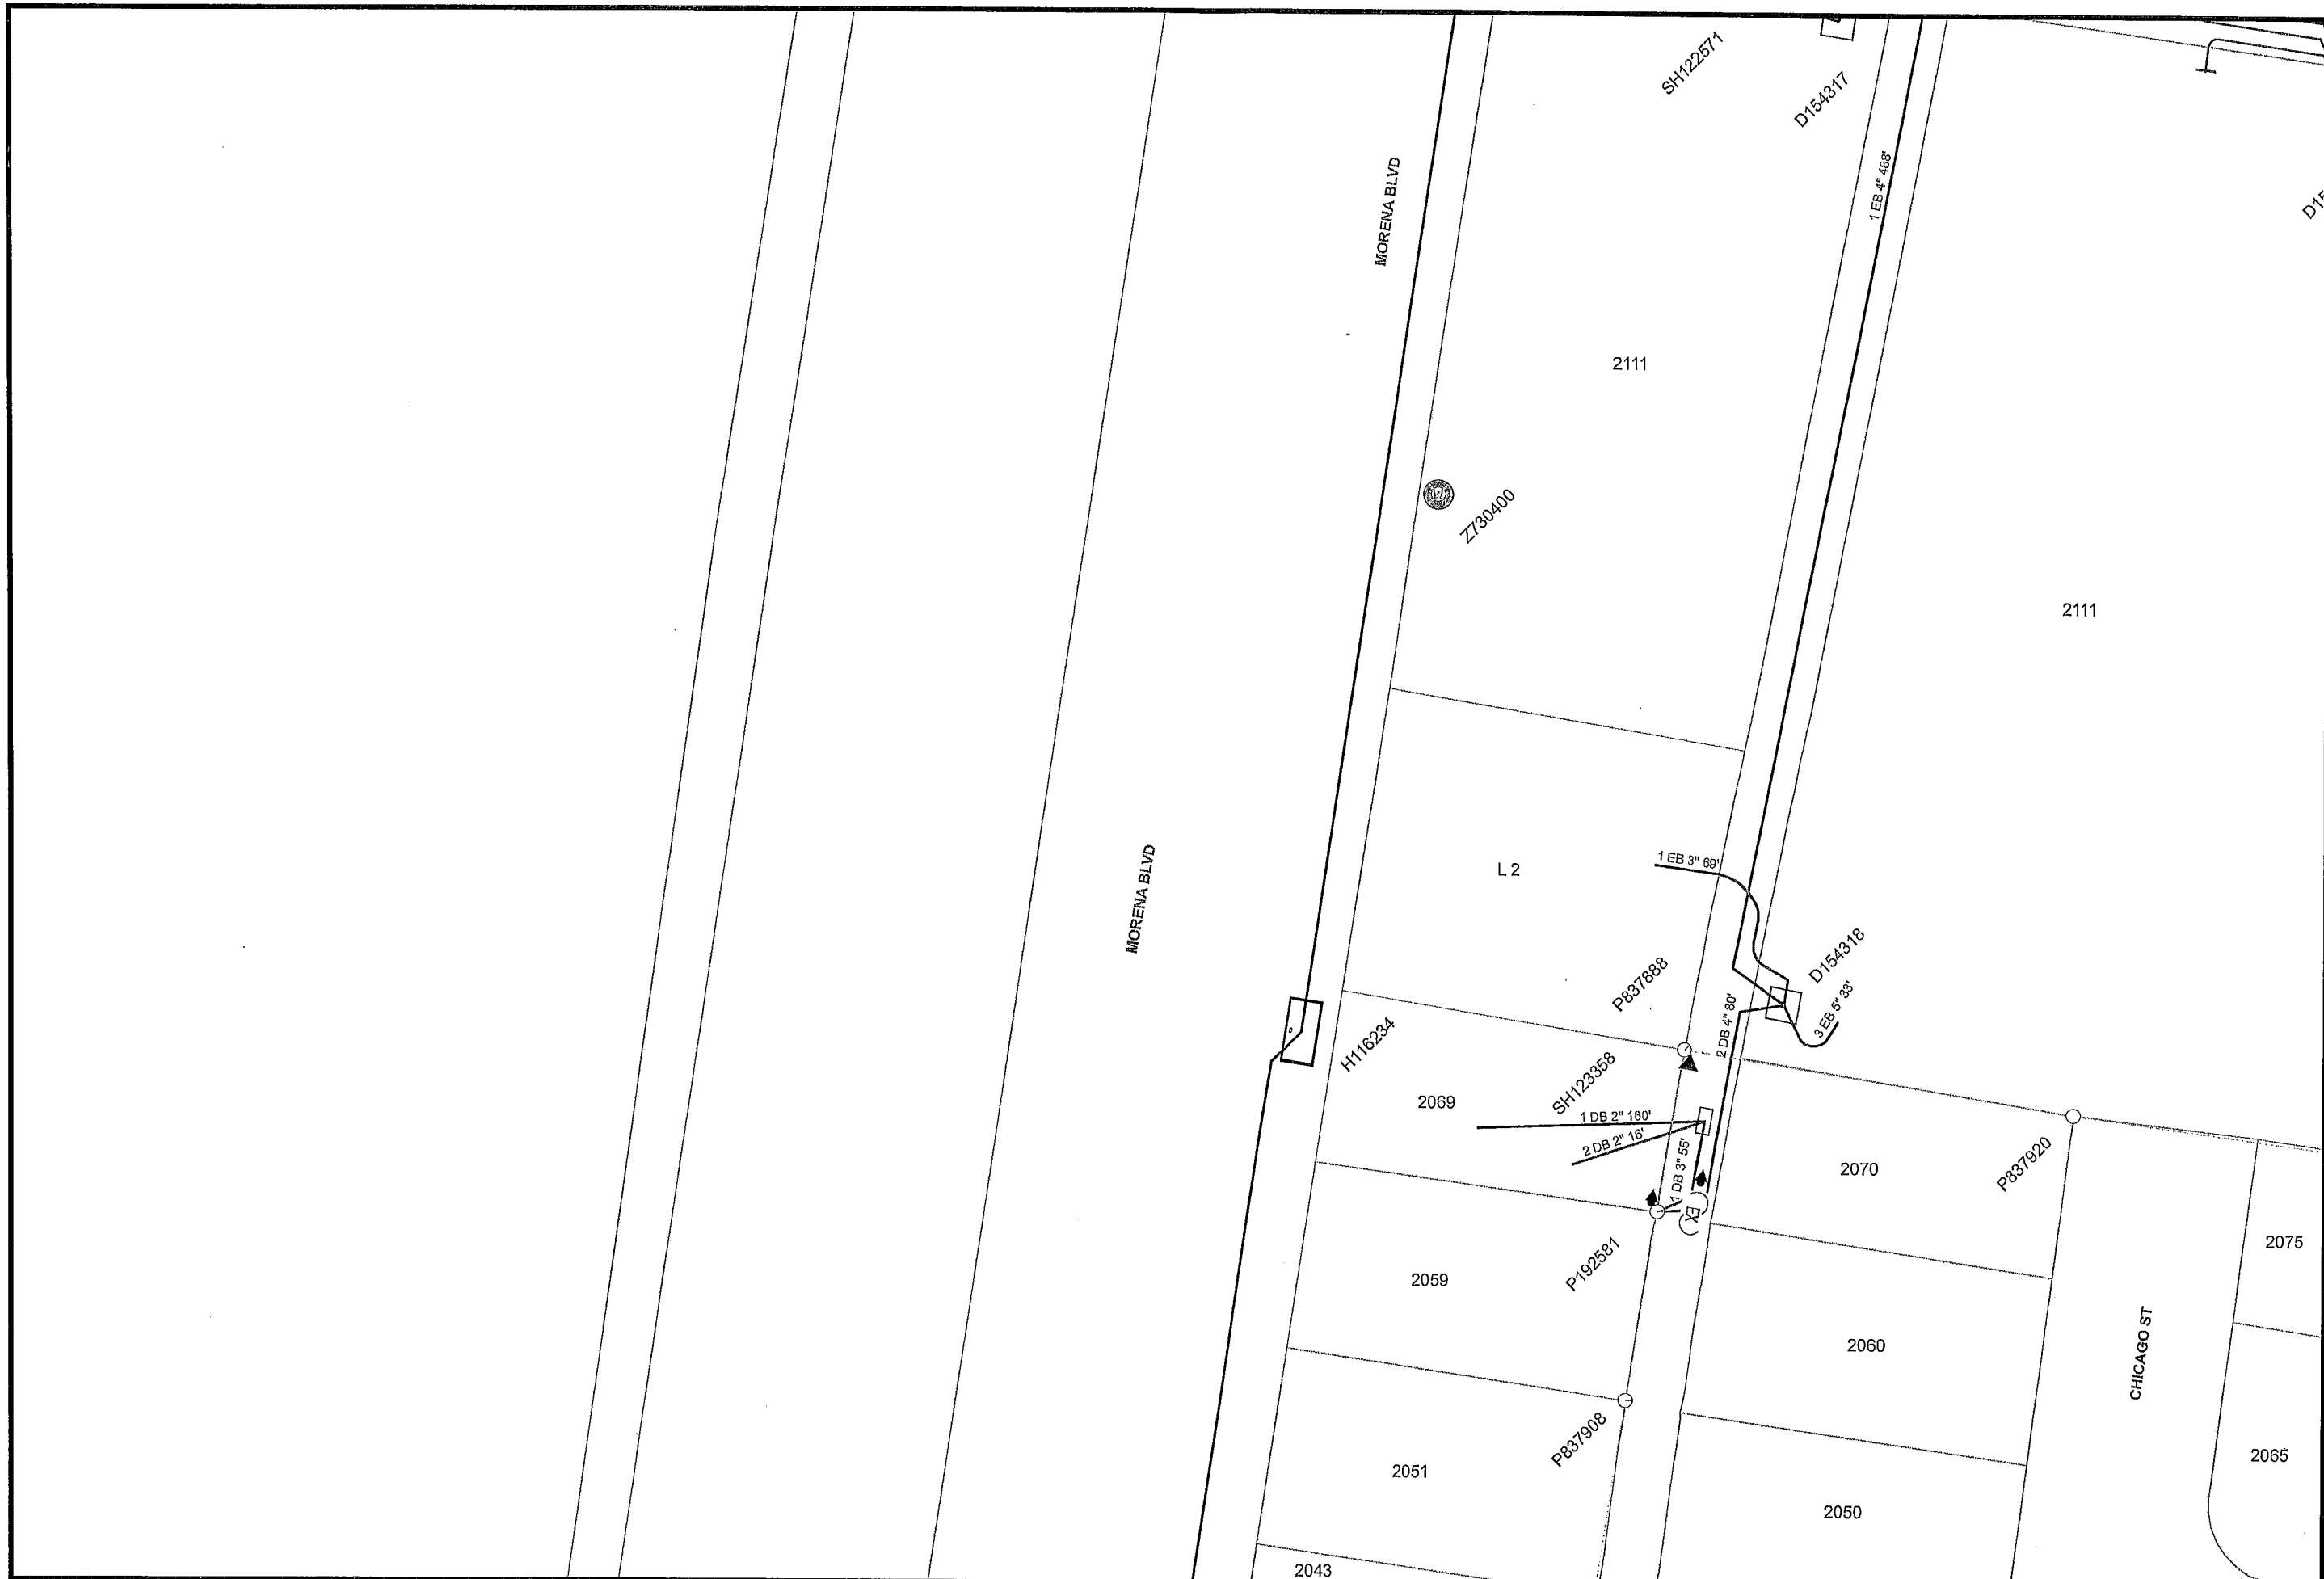 SH122571
D154317
MORENA BLVD
1 EB 4" 488'
2111
Z730400
2111
MORENA BLVD
L 2
1 EB 3" 69'
D154318
P837888
3 EB 5" 33'
2 DB 4" 80'
H116234
SH123358
2069
1 DB 2" 160'
2 DB 2" 16'
1 DB 3" 55'
2070
P837920
EX
P192581
2075
2059
2060
CHICAGO ST
P837908
2051
2065
2050
2043